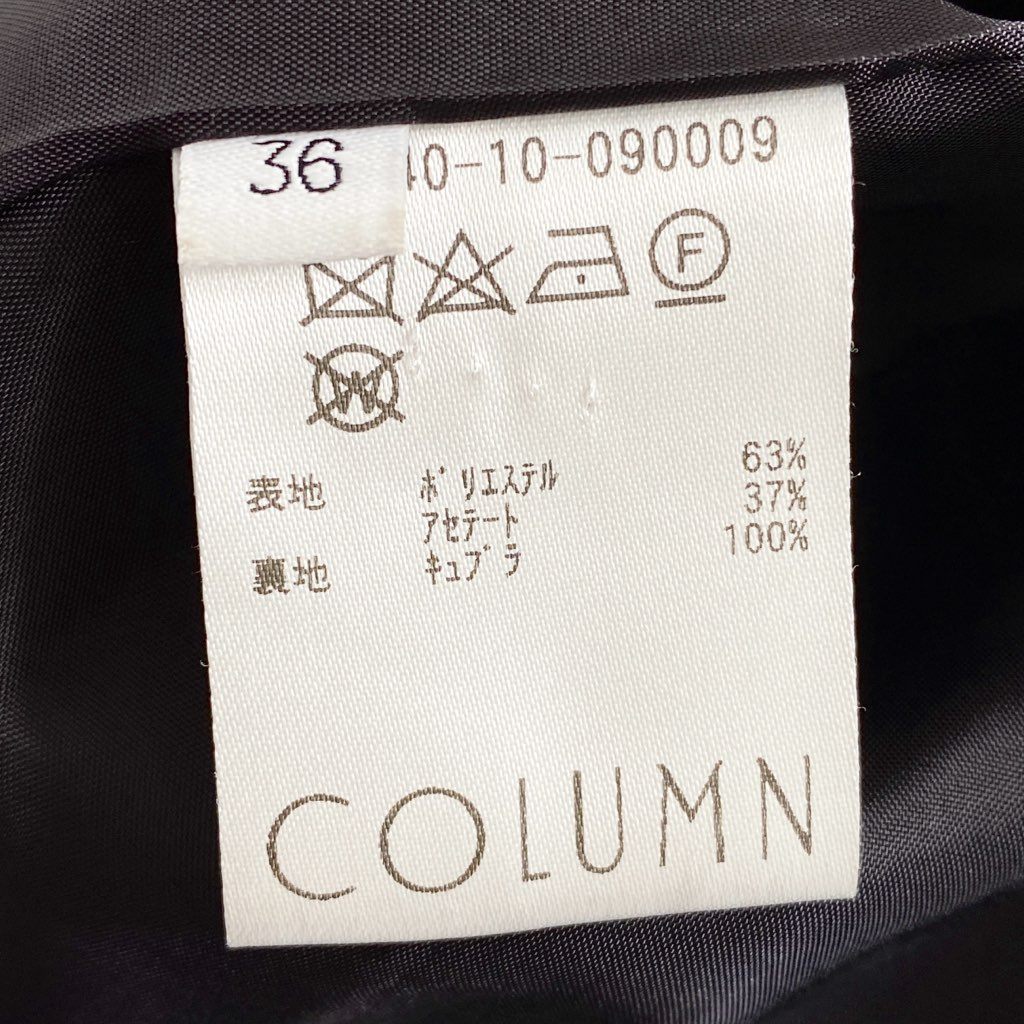 36
40-10-090009
F
W
表地 ポリエステル 63%
アセテート 37%
裏地 キュプラ 100%
COLUMN